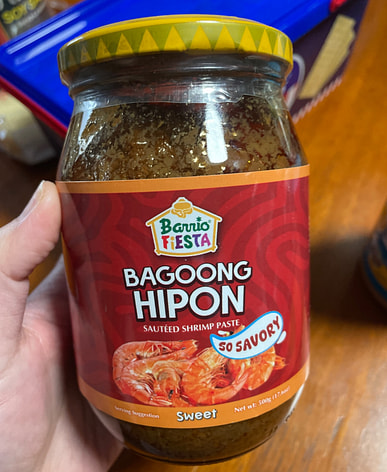 Barrio
FIESTA
BAGOONG
HIPON
SAUTÉED SHRIMP PASTE
SO SAVORY
Serving Suggestion
Sweet